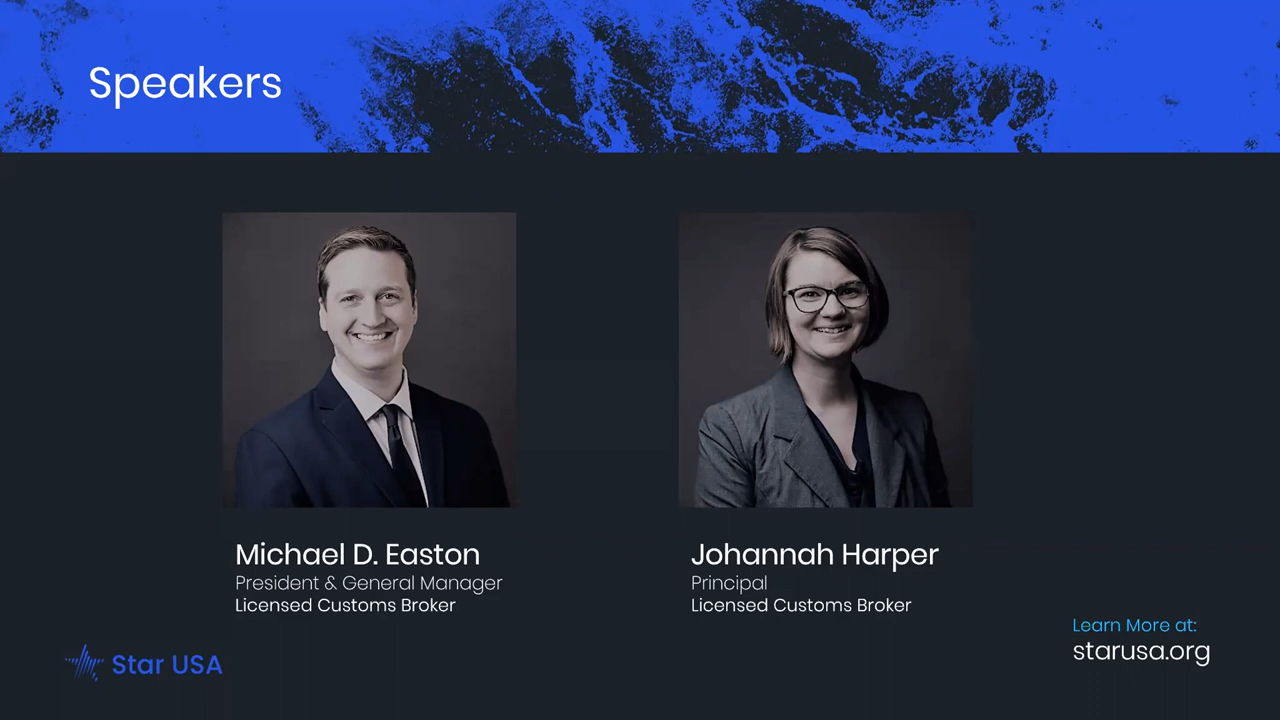 Speakers
Michael D. Easton
President & General Manager
Licensed Customs Broker
Johannah Harper
Principal
Licensed Customs Broker
Learn More at:
starusa.org
Star USA